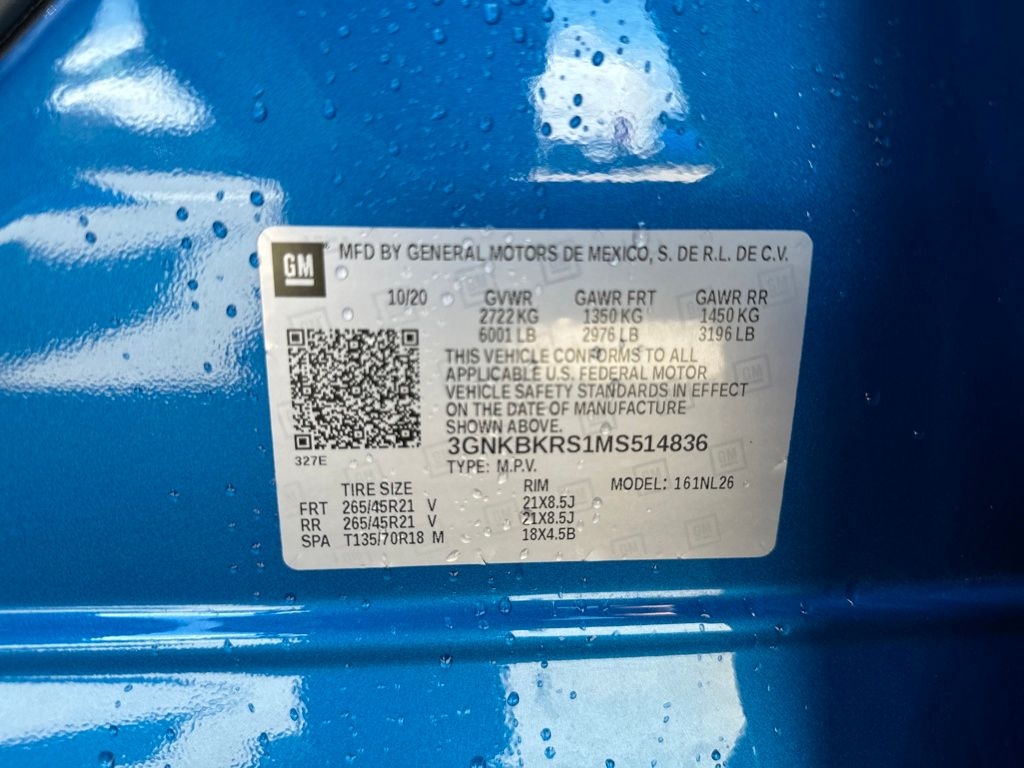 GM MFD BY GENERAL MOTORS DE MEXICO, S. DE R.L. DE C.V.
10/20 GVWR GAWR FRT GAWR RR
2722 KG 1350 KG 1450 KG
6001 LB 2976 LB 3196 LB
THIS VEHICLE CONFORMS TO ALL
APPLICABLE U.S. FEDERAL MOTOR
VEHICLE SAFETY STANDARDS IN EFFECT
ON THE DATE OF MANUFACTURE
SHOWN ABOVE.
3GNKBKRS1MS514836
327E
TYPE: M.P.V.
TIRE SIZE RIM MODEL: 161NL26
FRT 265/45R21 V 21X8.5J
RR 265/45R21 V 21X8.5J
SPA T135/70R18 M 18X4.5B